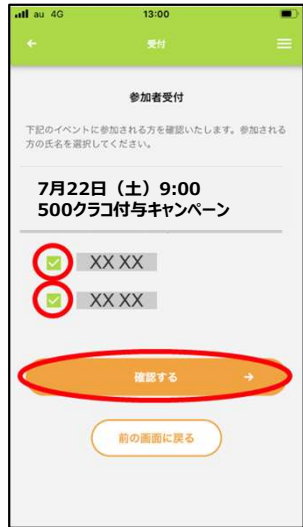 au 4G 13:00
受付
参加者受付
下記のイベントに参加される方を確認いたします。参加される
方の氏名を選択してください。
7月22日（土）9:00
500クラコ付与キャンペーン
XX XX
XX XX
確認する
前の画面に戻る